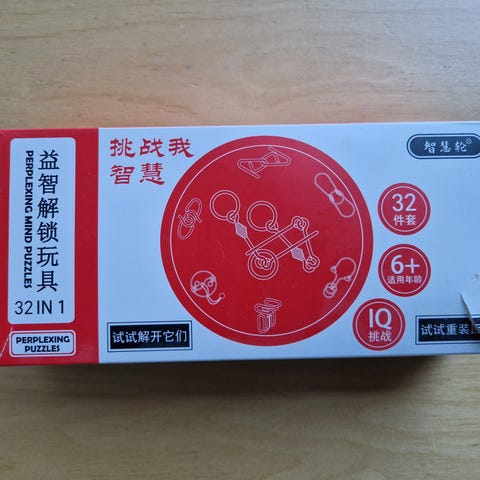 益智解锁玩具
PERPLEXING MIND PUZZLES
32 IN 1
PERPLEXING
PUZZLES
挑战我
智慧
智慧轮®
32
件套
6+
适用年龄
IQ
挑战
试试解开它们
试试重装